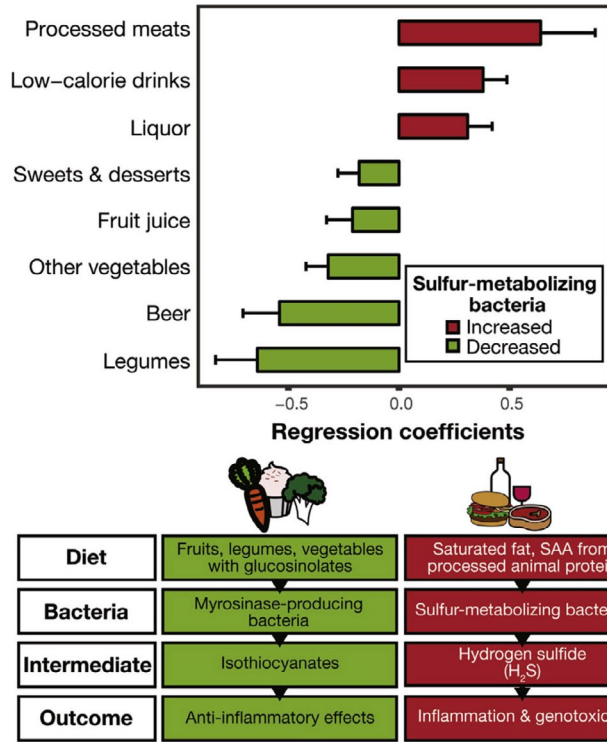 Processed meats
Low-calorie drinks
Liquor
Sweets & desserts
Fruit juice
Other vegetables
Beer
Legumes
Sulfur-metabolizing
bacteria
Increased
Decreased
−0.5 0.0 0.5
Regression coefficients
Diet
Fruits, legumes, vegetables
with glucosinolates
Saturated fat, SAA from
processed animal protein
Bacteria
Myrosinase-producing
bacteria
Sulfur-metabolizing bacte
Intermediate
Isothiocyanates
Hydrogen sulfide
(H₂S)
Outcome
Anti-inflammatory effects
Inflammation & genotoxic